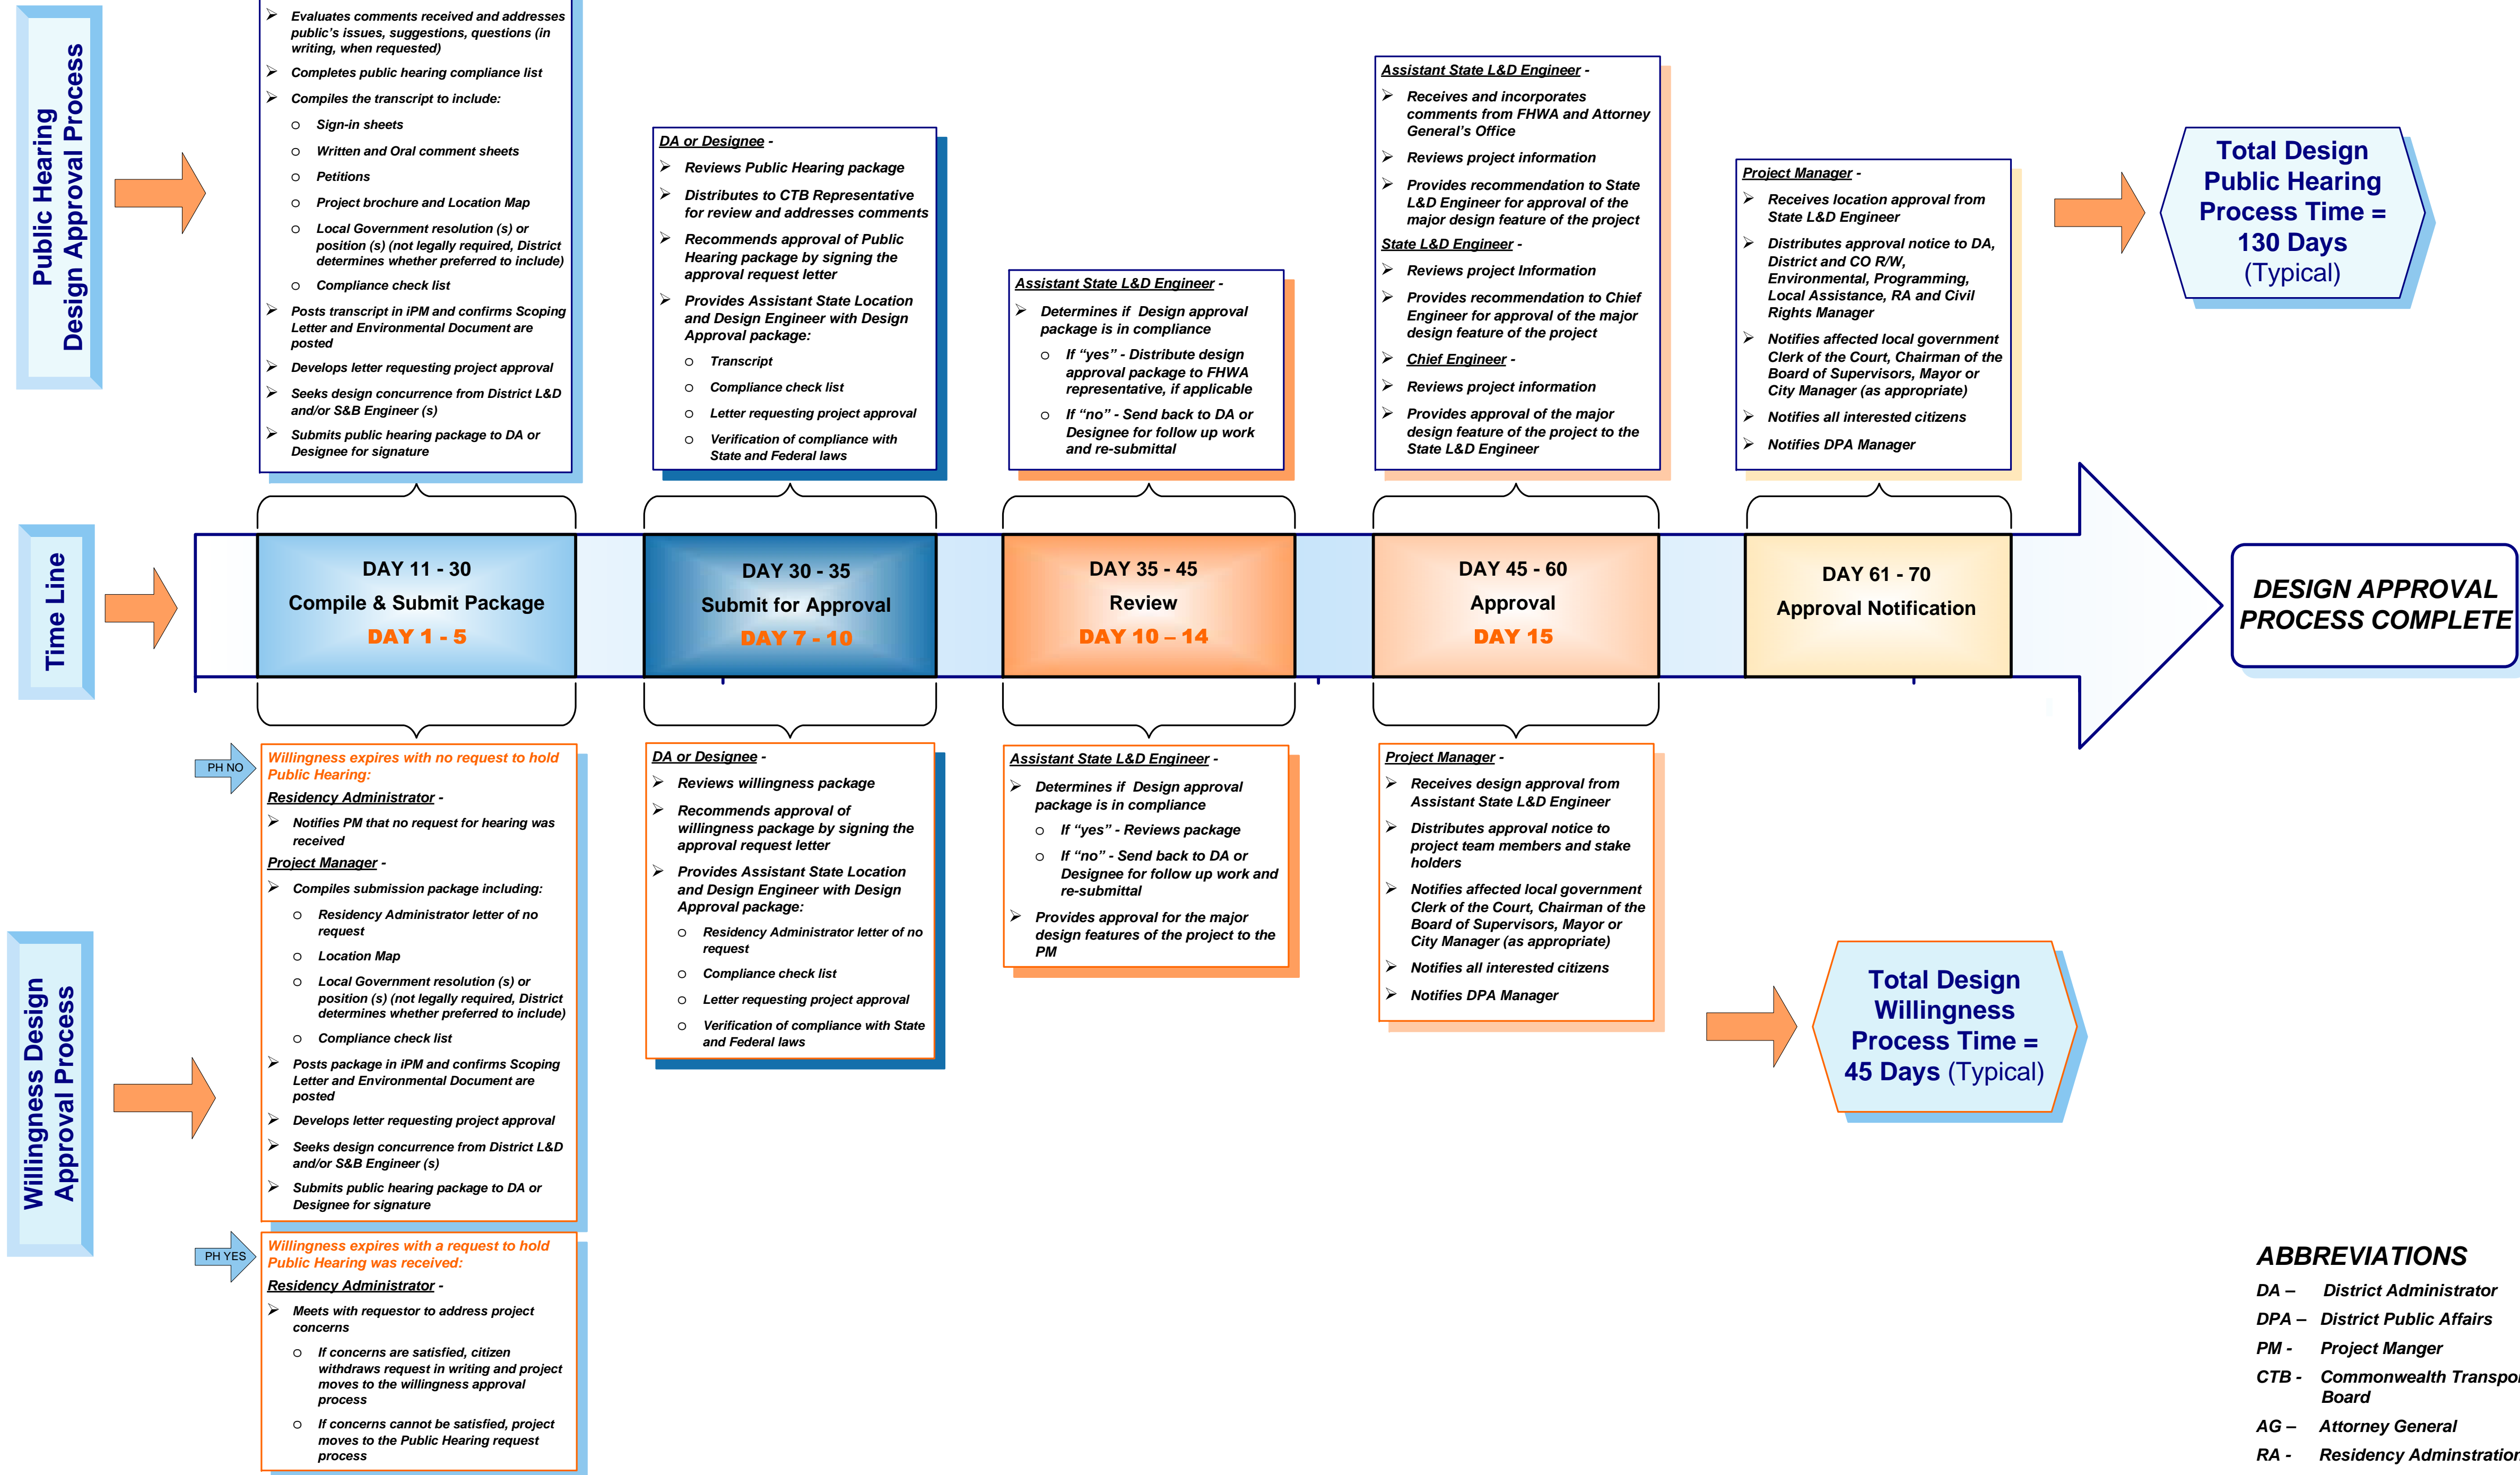 Public Hearing
Design Approval Process
Evaluates comments received and addresses
public's issues, suggestions, questions (in
writing, when requested)
Completes public hearing compliance list
Compiles the transcript to include:
Sign-in sheets
Written and Oral comment sheets
Petitions
Project brochure and Location Map
Local Government resolution (s) or
position (s) (not legally required, District
determines whether preferred to include)
Compliance check list
Posts transcript in iPM and confirms Scoping
Letter and Environmental Document are
posted
Develops letter requesting project approval
Seeks design concurrence from District L&D
and/or S&B Engineer (s)
Submits public hearing package to DA or
Designee for signature
DA or Designee -
Reviews Public Hearing package
Distributes to CTB Representative
for review and addresses comments
Recommends approval of Public
Hearing package by signing the
approval request letter
Provides Assistant State Location
and Design Engineer with Design
Approval package:
Transcript
Compliance check list
Letter requesting project approval
Verification of compliance with
State and Federal laws
Assistant State L&D Engineer -
Determines if Design approval
package is in compliance
If "yes" - Distribute design
approval package to FHWA
representative, if applicable
If "no" - Send back to DA or
Designee for follow up work
and re-submittal
Assistant State L&D Engineer -
Receives and incorporates
comments from FHWA and Attorney
General's Office
Reviews project information
Provides recommendation to State
L&D Engineer for approval of the
major design feature of the project
State L&D Engineer -
Reviews project Information
Provides recommendation to Chief
Engineer for approval of the major
design feature of the project
Chief Engineer -
Reviews project information
Provides approval of the major
design feature of the project to the
State L&D Engineer
Project Manager -
Receives location approval from
State L&D Engineer
Distributes approval notice to DA,
District and CO R/W,
Environmental, Programming,
Local Assistance, RA and Civil
Rights Manager
Notifies affected local government
Clerk of the Court, Chairman of the
Board of Supervisors, Mayor or
City Manager (as appropriate)
Notifies all interested citizens
Notifies DPA Manager
Total Design
Public Hearing
Process Time =
130 Days
(Typical)
Time Line
DAY 11 - 30
Compile & Submit Package
DAY 1 - 5
DAY 30 - 35
Submit for Approval
DAY 7 - 10
DAY 35 - 45
Review
DAY 10 – 14
DAY 45 - 60
Approval
DAY 15
DAY 61 - 70
Approval Notification
DESIGN APPROVAL
PROCESS COMPLETE
Willingness Design
Approval Process
PH NO
Willingness expires with no request to hold
Public Hearing:
Residency Administrator -
Notifies PM that no request for hearing was
received
Project Manager -
Compiles submission package including:
Residency Administrator letter of no
request
Location Map
Local Government resolution (s) or
position (s) (not legally required, District
determines whether preferred to include)
Compliance check list
Posts package in iPM and confirms Scoping
Letter and Environmental Document are
posted
Develops letter requesting project approval
Seeks design concurrence from District L&D
and/or S&B Engineer (s)
Submits public hearing package to DA or
Designee for signature
PH YES
Willingness expires with a request to hold
Public Hearing was received:
Residency Administrator -
Meets with requestor to address project
concerns
If concerns are satisfied, citizen
withdraws request in writing and project
moves to the willingness approval
process
If concerns cannot be satisfied, project
moves to the Public Hearing request
process
DA or Designee -
Reviews willingness package
Recommends approval of
willingness package by signing the
approval request letter
Provides Assistant State Location
and Design Engineer with Design
Approval package:
Residency Administrator letter of no
request
Compliance check list
Letter requesting project approval
Verification of compliance with State
and Federal laws
Assistant State L&D Engineer -
Determines if Design approval
package is in compliance
If "yes" - Reviews package
If "no" - Send back to DA or
Designee for follow up work and
re-submittal
Provides approval for the major
design features of the project to the
PM
Project Manager -
Receives design approval from
Assistant State L&D Engineer
Distributes approval notice to
project team members and stake
holders
Notifies affected local government
Clerk of the Court, Chairman of the
Board of Supervisors, Mayor or
City Manager (as appropriate)
Notifies all interested citizens
Notifies DPA Manager
Total Design
Willingness
Process Time =
45 Days (Typical)
ABBREVIATIONS
DA – District Administrator
DPA – District Public Affairs
PM - Project Manger
CTB - Commonwealth Transpor
Board
AG – Attorney General
RA - Residency Adminstration